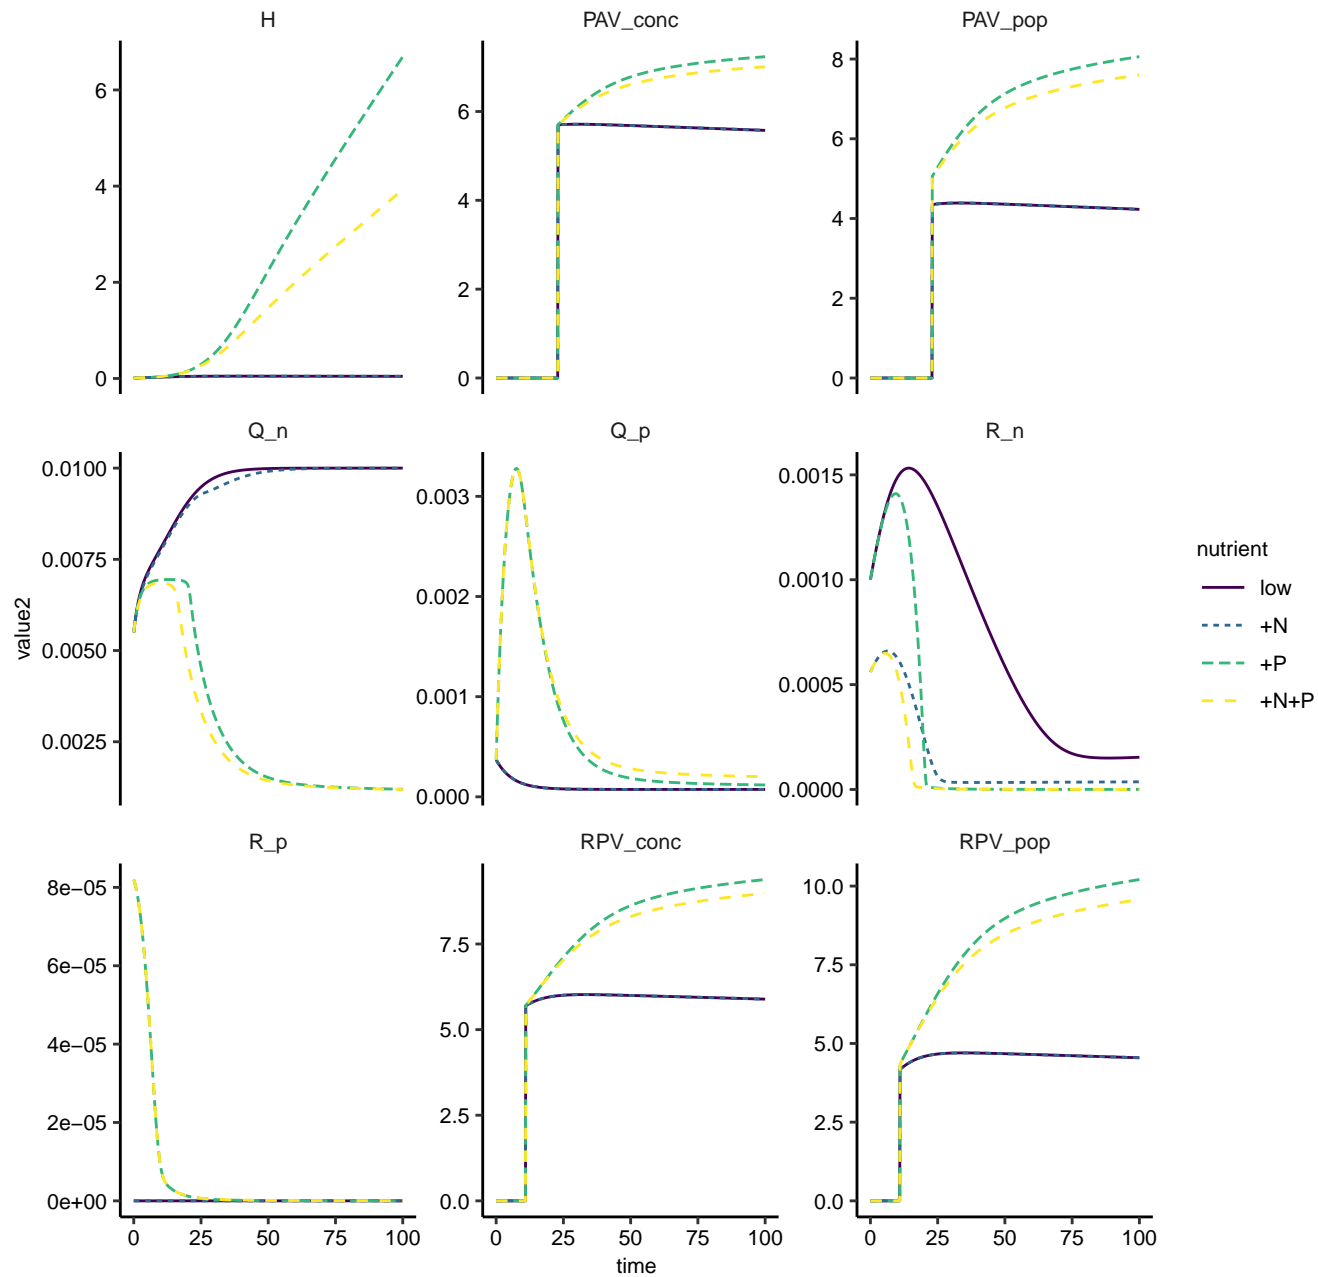 H
PAV_conc
PAV_pop
6
4
2
0
6
4
2
0
8
6
4
2
0
Q_n
Q_p
R_n
0.0100
0.0075
0.0050
0.0025
0.003
0.002
0.001
0.000
0.0015
0.0010
0.0005
0.0000
R_p
RPV_conc
RPV_pop
8e−05
6e−05
4e−05
2e−05
0e+00
7.5
5.0
2.5
0.0
10.0
7.5
5.0
2.5
0.0
0 25 50 75 100
0 25 50 75 100
0 25 50 75 100
time
value2
nutrient
low
+N
+P
+N+P